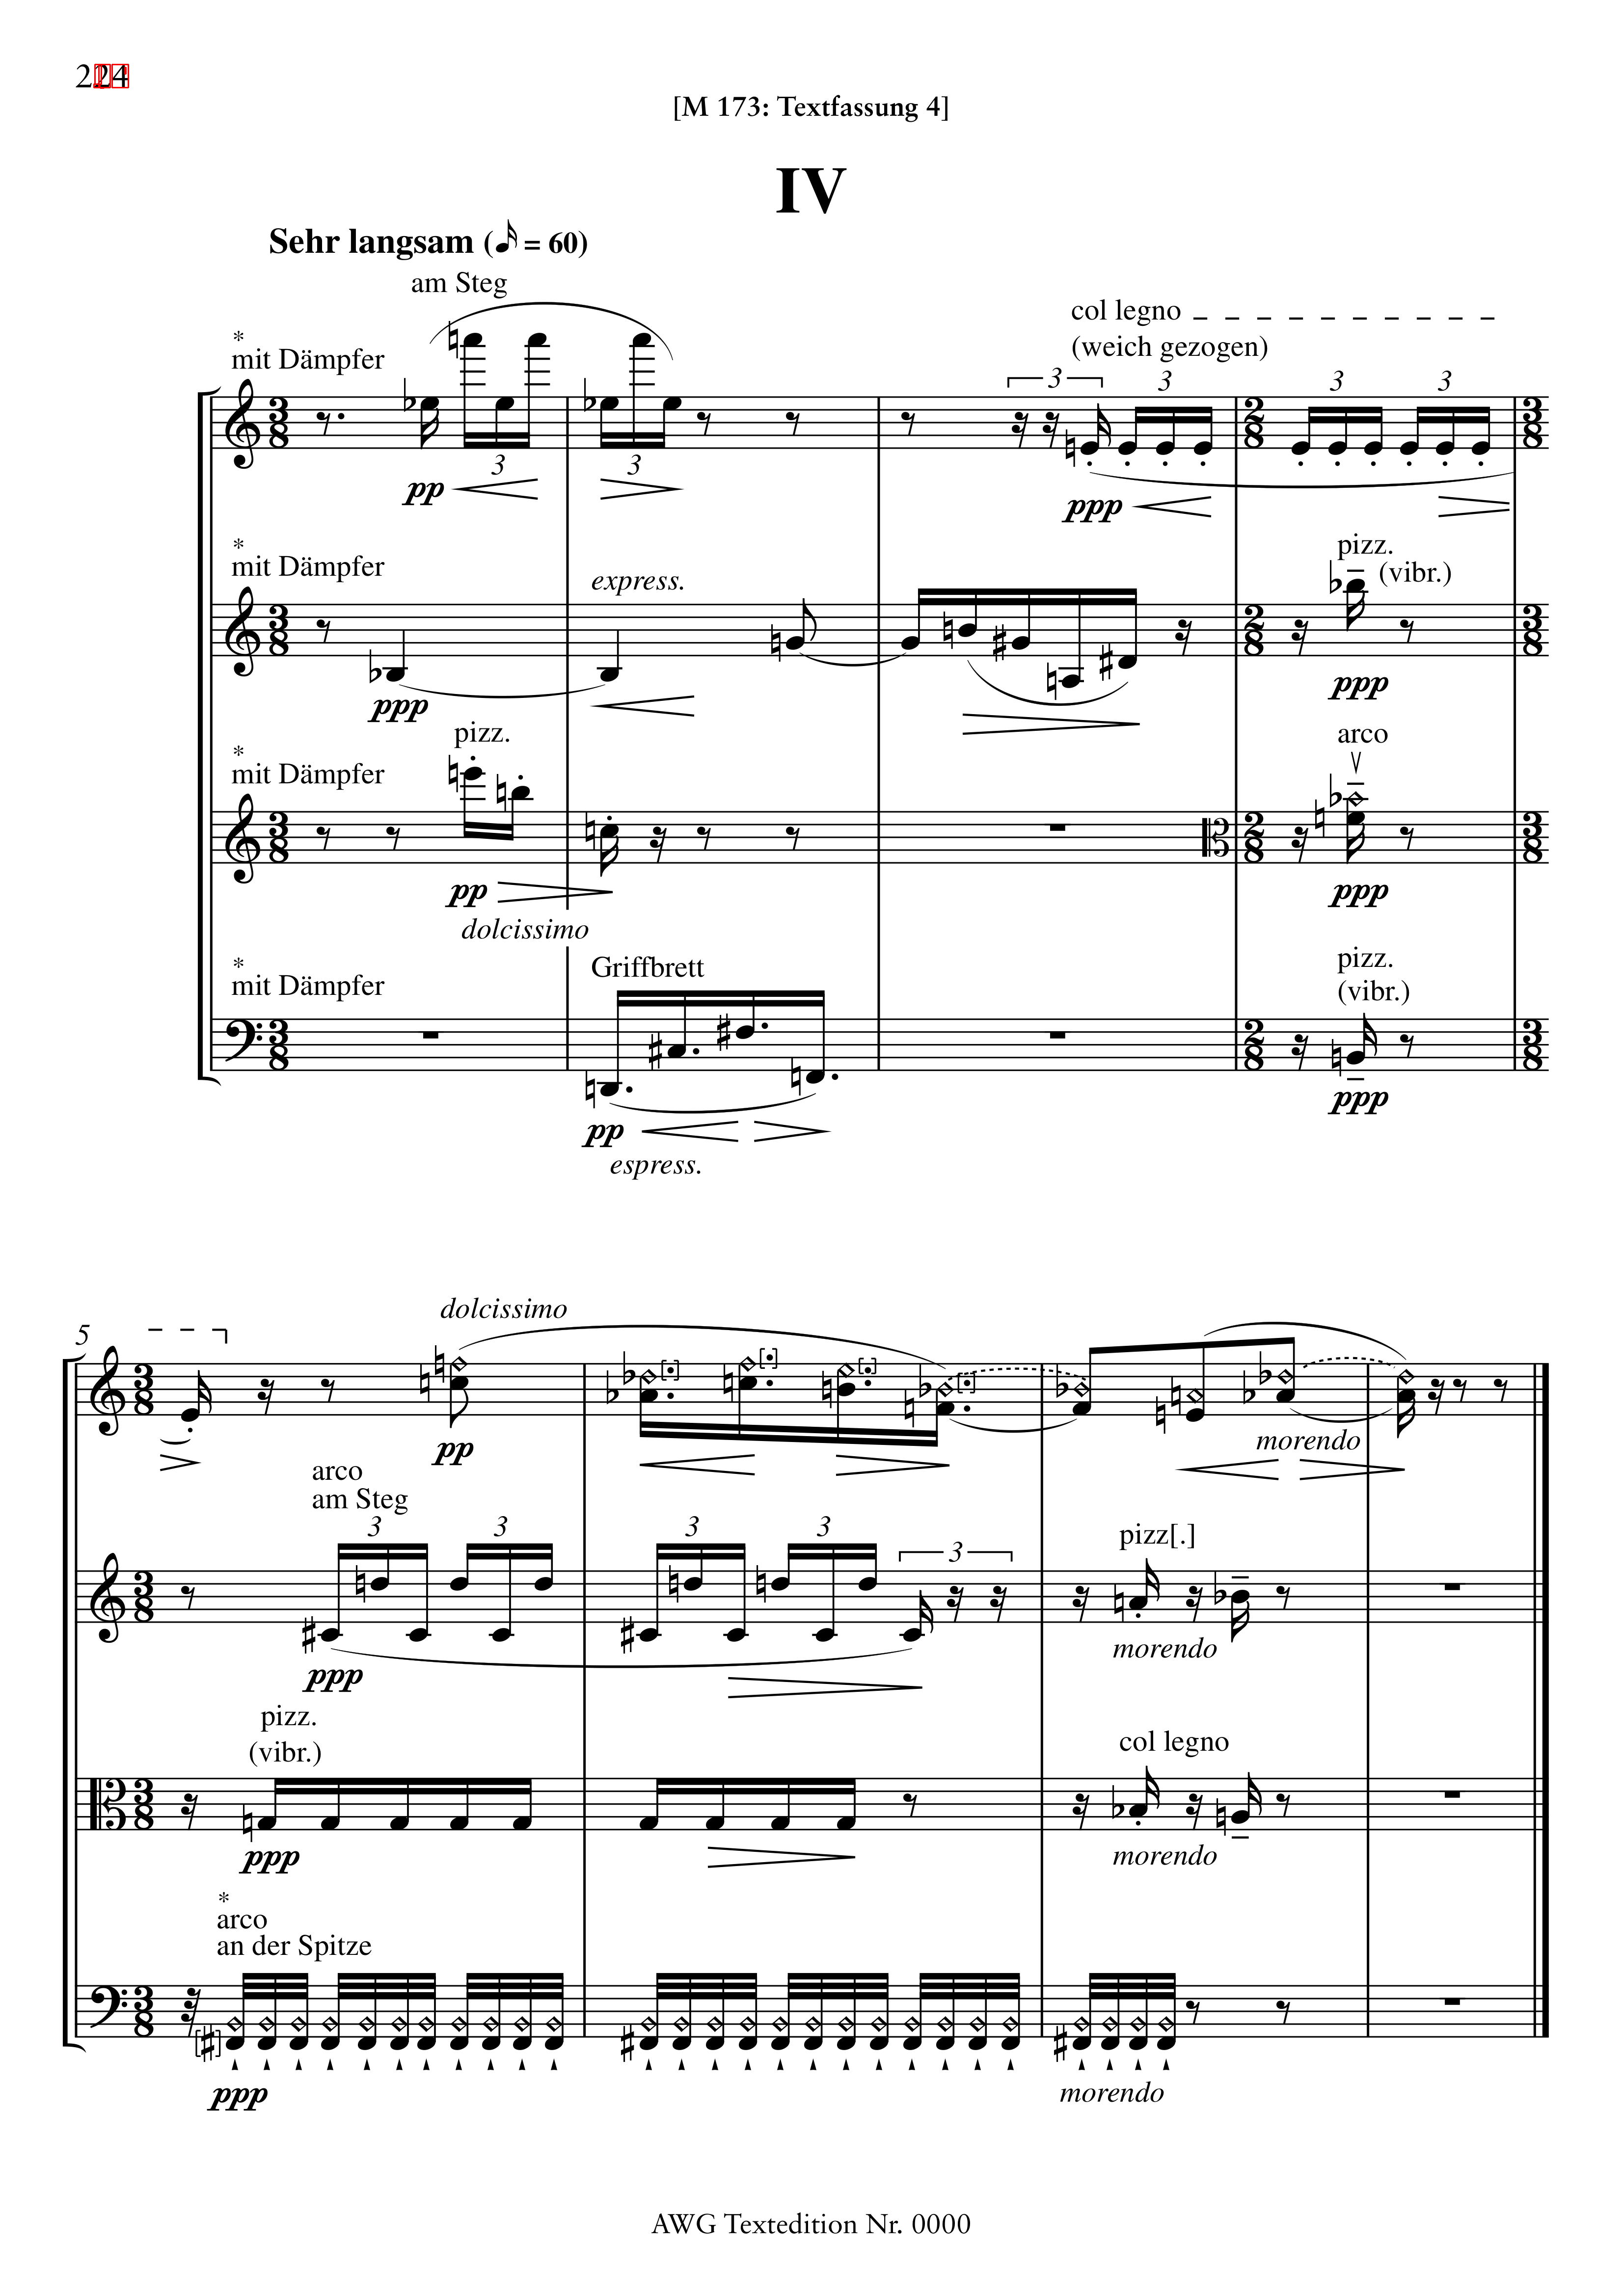 [M 173: Textfassung 4]
IV
Sehr langsam (𝅘𝅥𝅯 = 60)
am Steg
*
mit Dämpfer
col legno
(weich gezogen)
3
3
3
3
3
3
pp
ppp
*
mit Dämpfer
express.
pizz.
(vibr.)
ppp
ppp
*
mit Dämpfer
pizz.
arco
pp
dolcissimo
ppp
*
mit Dämpfer
Griffbrett
pizz.
(vibr.)
pp
espress.
ppp
5
dolcissimo
pp
morendo
arco
am Steg
3
3
3
3
3
pizz[.]
ppp
morendo
pizz.
(vibr.)
col legno
ppp
morendo
*
arco
an der Spitze
ppp
morendo
AWG Textedition Nr. 0000